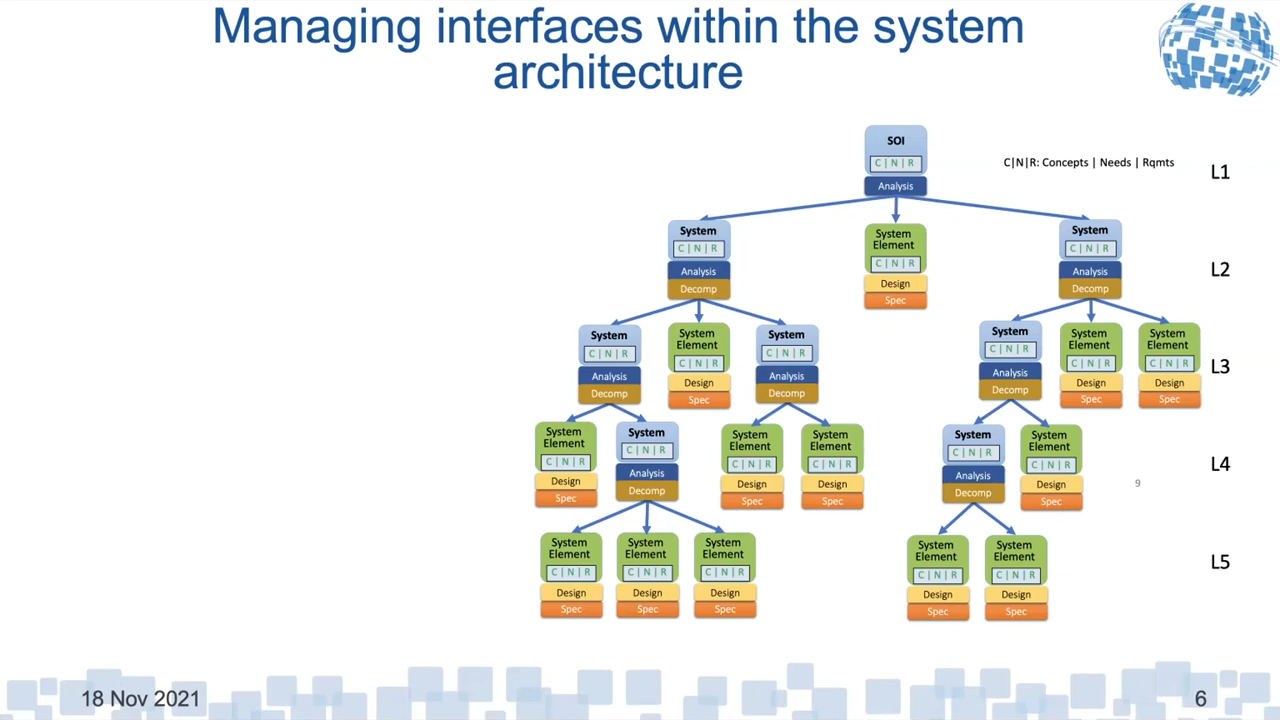 Managing interfaces within the system
architecture
SOI
C | N | R
Analysis
C|N|R: Concepts | Needs | Rqmts
L1
System
C | N | R
Analysis
Decomp
System
Element
C | N | R
Design
Spec
System
C | N | R
Analysis
Decomp
L2
System
C | N | R
Analysis
Decomp
System
Element
C | N | R
Design
Spec
System
C | N | R
Analysis
Decomp
System
C | N | R
Analysis
Decomp
System
Element
C | N | R
Design
Spec
System
Element
C | N | R
Design
Spec
L3
System
Element
C | N | R
Design
Spec
System
C | N | R
Analysis
Decomp
System
Element
C | N | R
Design
Spec
System
Element
C | N | R
Design
Spec
System
C | N | R
Analysis
Decomp
System
Element
C | N | R
Design
Spec
9
L4
System
Element
C | N | R
Design
Spec
System
Element
C | N | R
Design
Spec
System
Element
C | N | R
Design
Spec
System
Element
C | N | R
Design
Spec
System
Element
C | N | R
Design
Spec
L5
18 Nov 2021
6